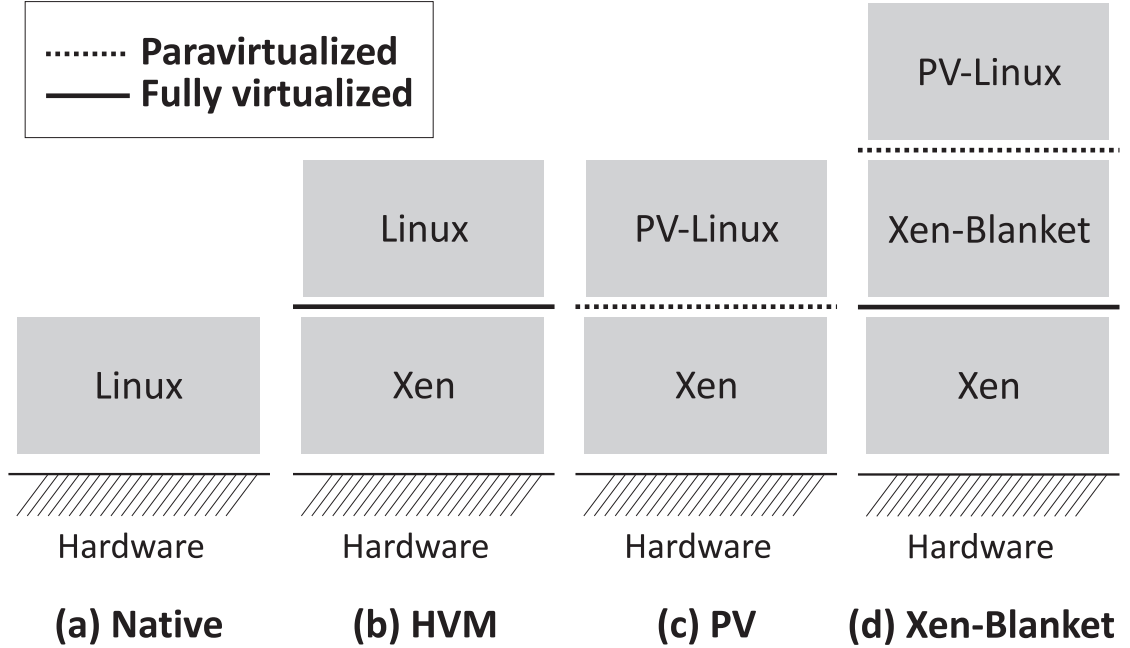 Paravirtualized
Fully virtualized
PV-Linux
Linux
PV-Linux
Xen-Blanket
Linux
Xen
Xen
Xen
Hardware
Hardware
Hardware
Hardware
(a) Native
(b) HVM
(c) PV
(d) Xen-Blanket